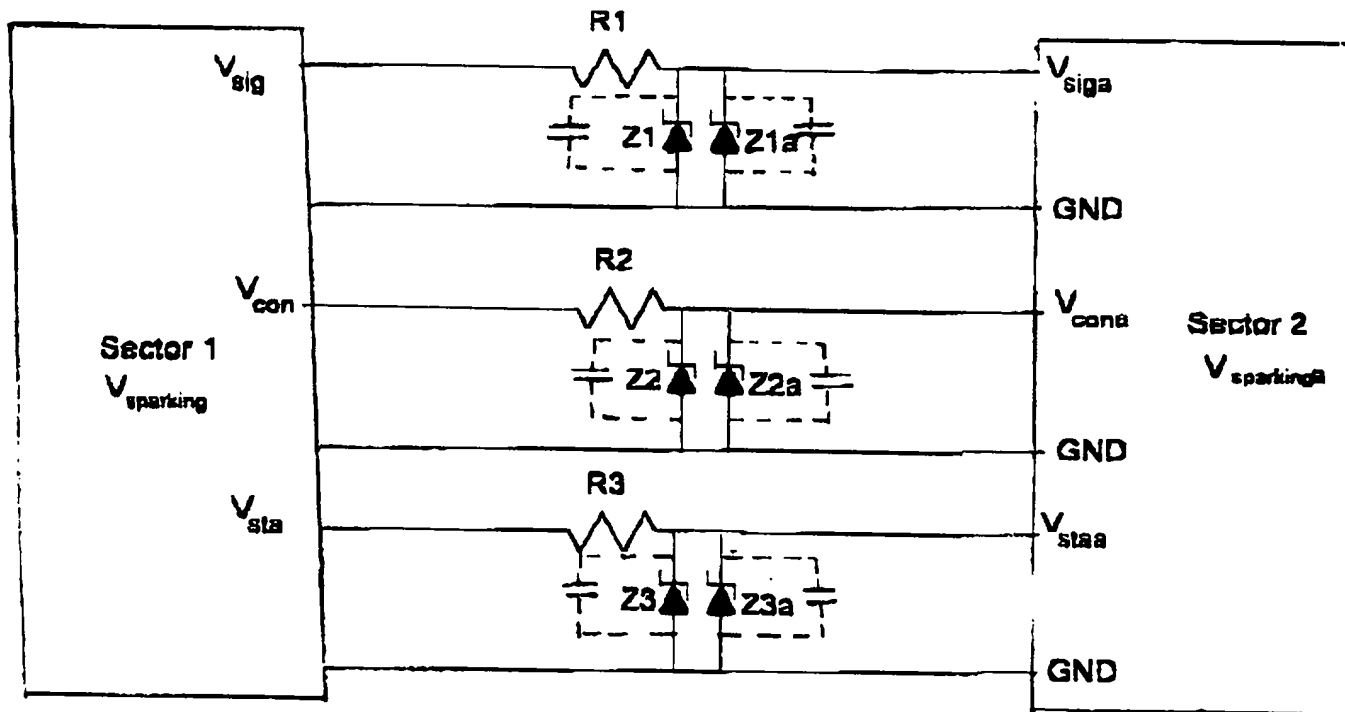 R1
Vsig
Vsiga
Z1
Z1a
GND
R2
Vcon
Vcona
Sector 1
Vsparking
Z2
Z2a
Sector 2
Vsparkinga
GND
R3
Vsta
Vstaa
Z3
Z3a
GND